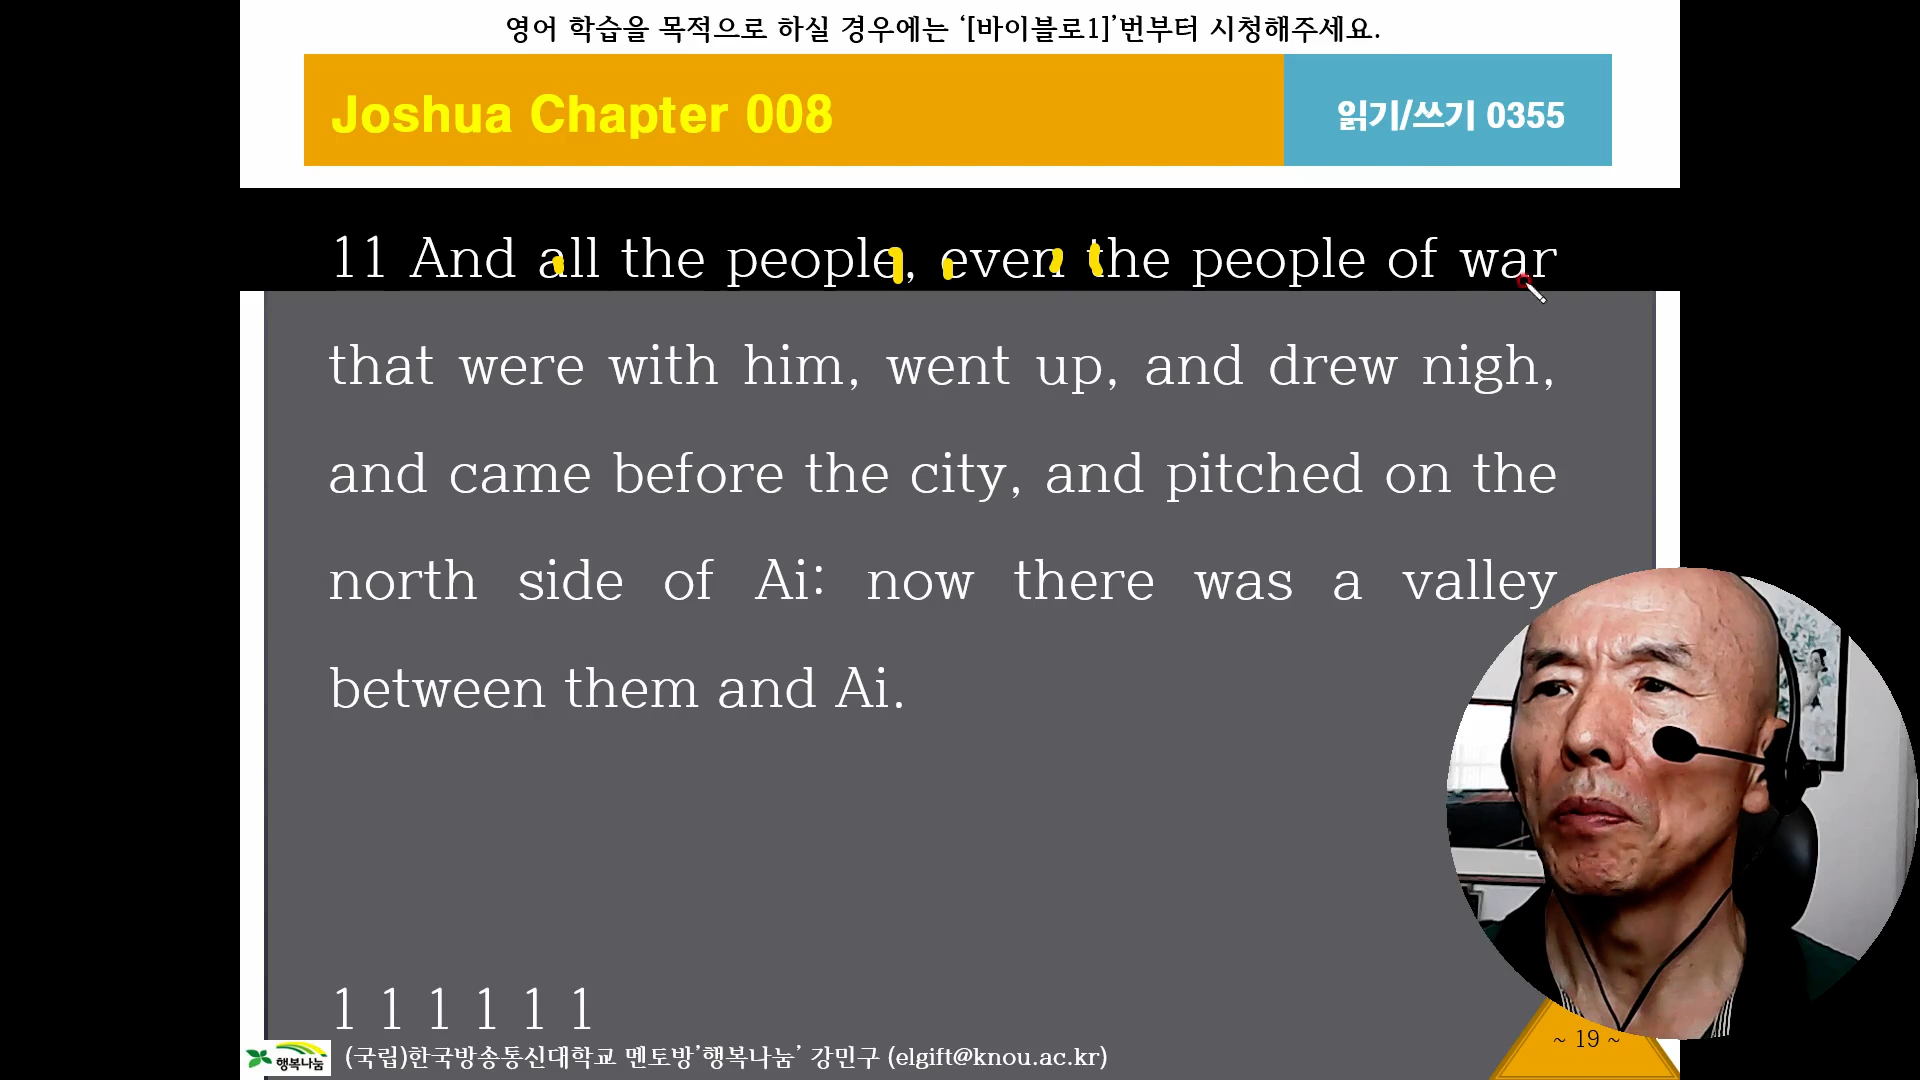 영어 학습을 목적으로 하실 경우에는 ‘[바이블로1]’번부터 시청해주세요.
Joshua Chapter 008
읽기/쓰기 0355
11 And all the people, even the people of war
that were with him, went up, and drew nigh,
and came before the city, and pitched on the
north side of Ai: now there was a valley
between them and Ai.
1 1 1 1 1 1
행복나눔
(국립)한국방송통신대학교 멘토방’행복나눔’ 강민구 (elgift@knou.ac.kr)
~ 19 ~